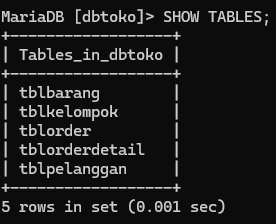 MariaDB [dbtoko]> SHOW TABLES;
+------------------+
| Tables_in_dbtoko |
+------------------+
| tblbarang        |
| tblkelompok      |
| tblorder         |
| tblorderdetail   |
| tblpelanggan     |
+------------------+
5 rows in set (0.001 sec)